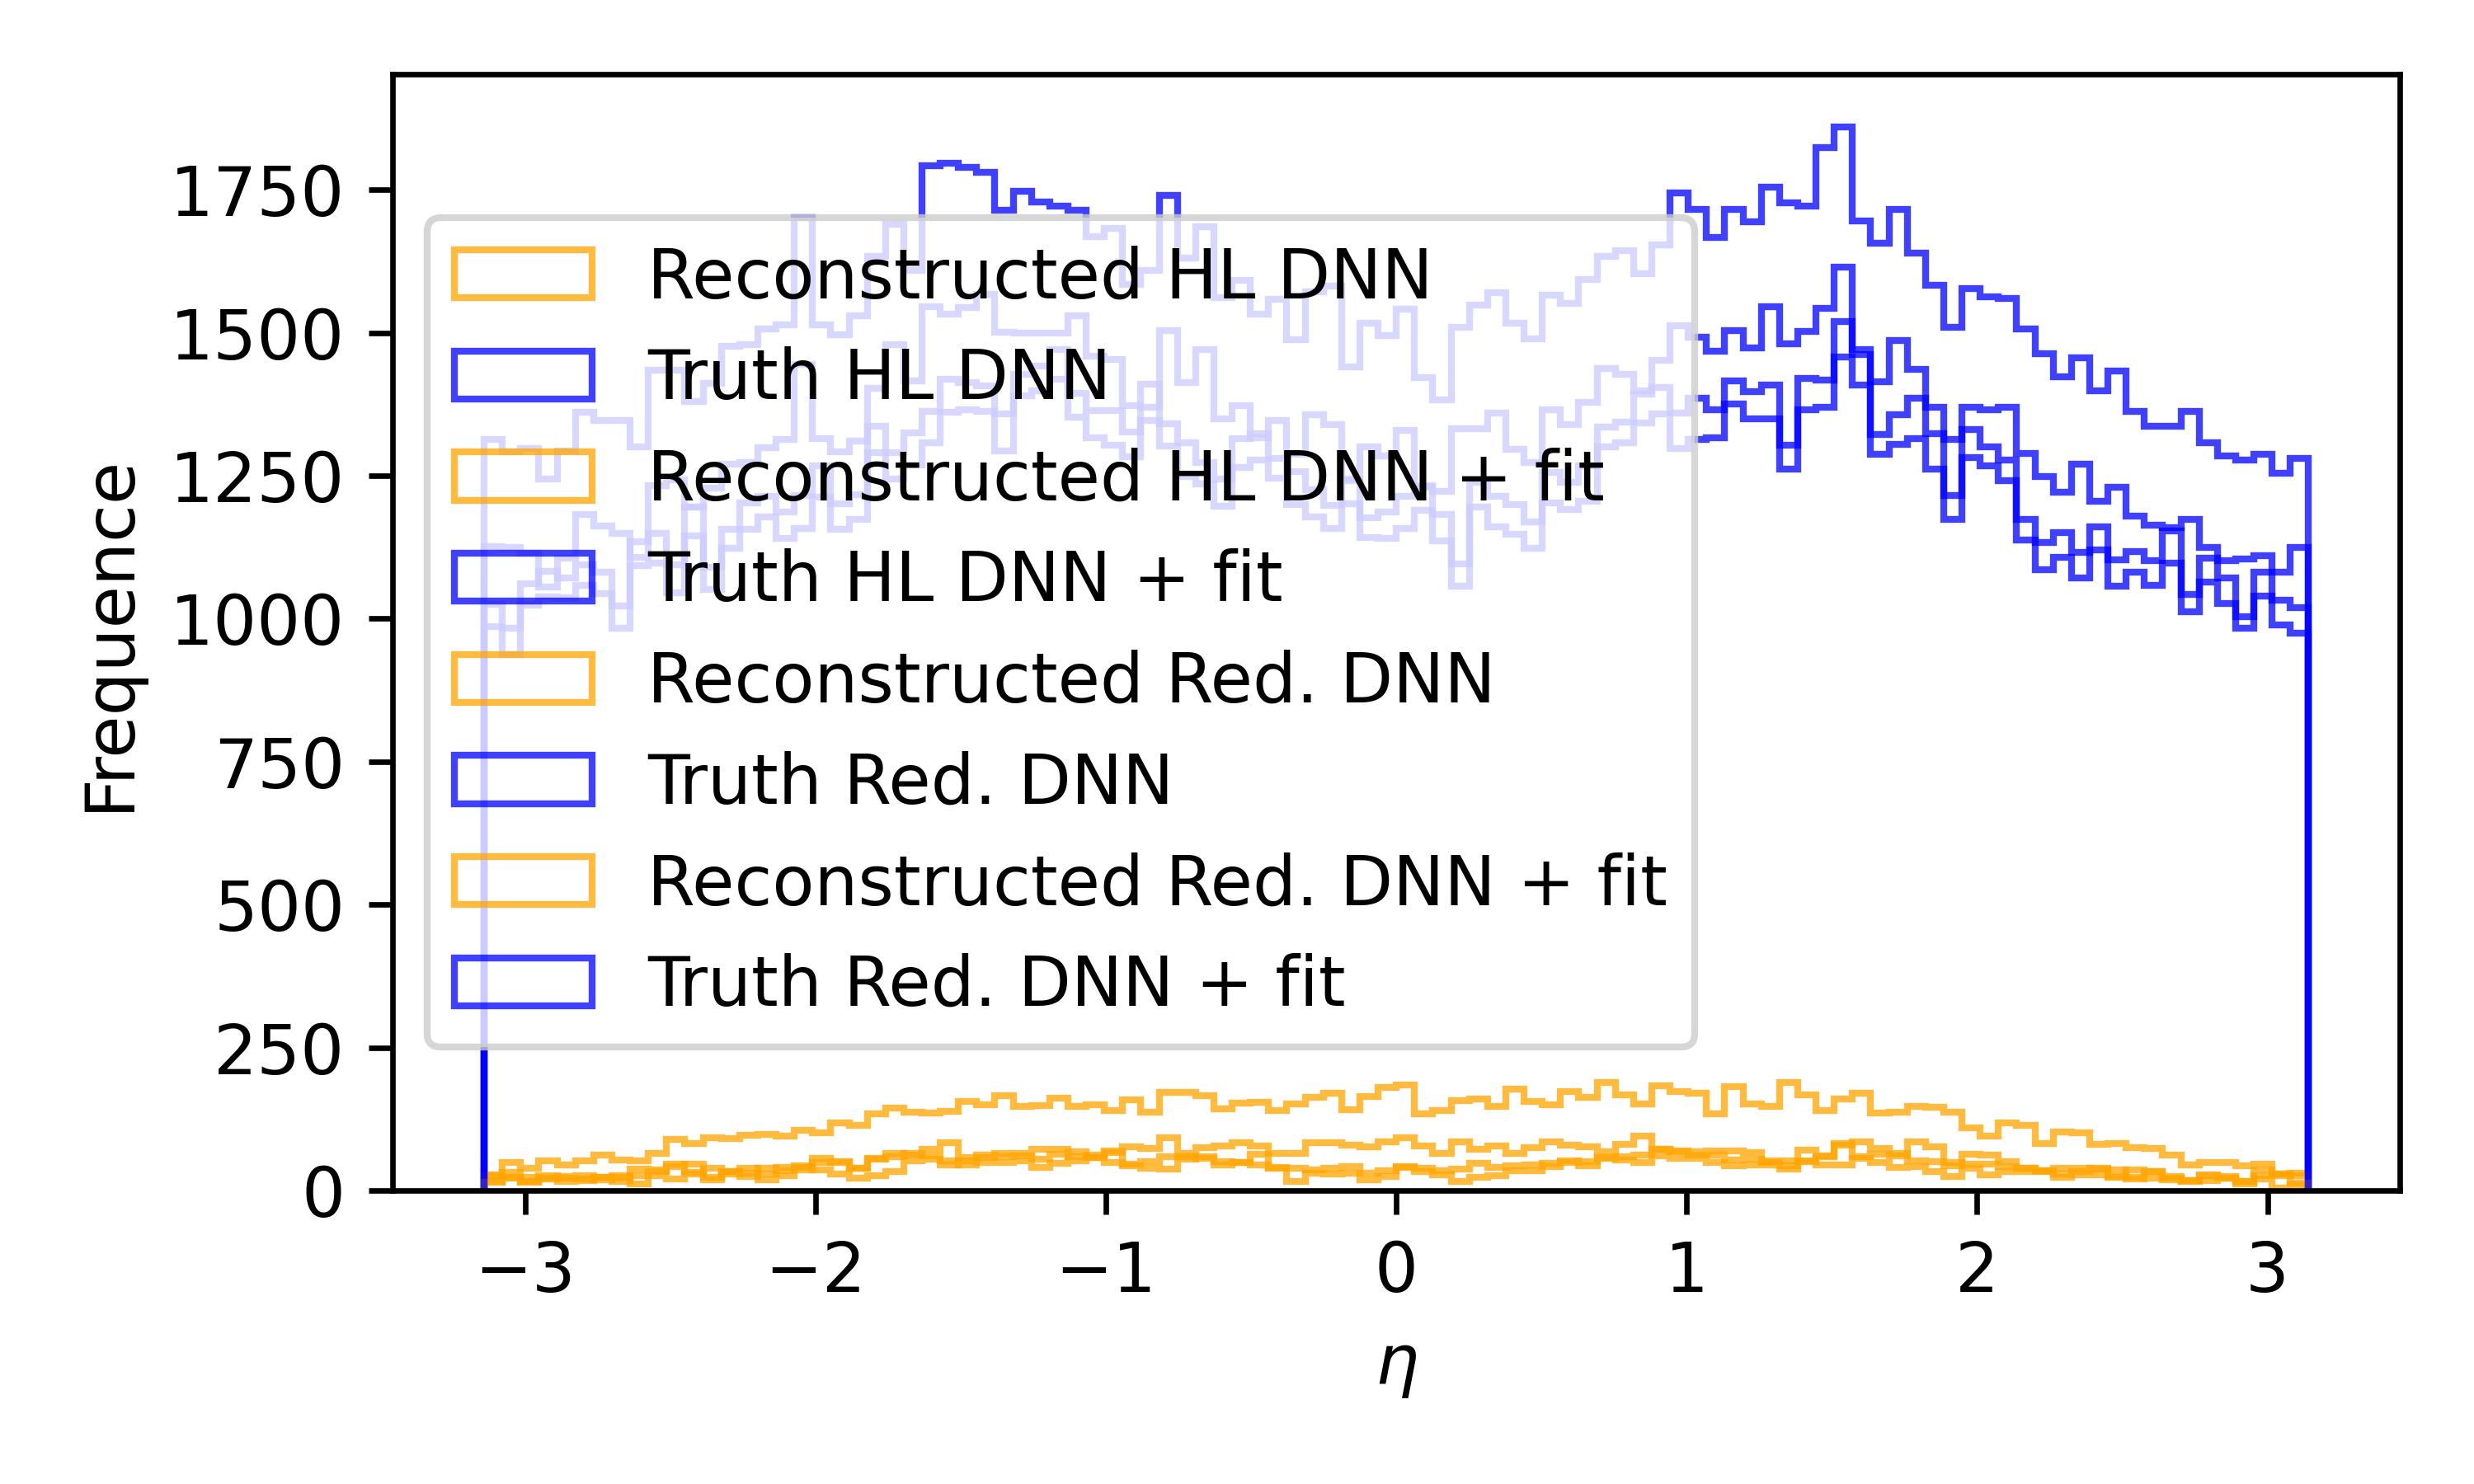 1750
1500
1250
1000
750
500
250
0
Frequence
Reconstructed HL DNN
Truth HL DNN
Reconstructed HL DNN + fit
Truth HL DNN + fit
Reconstructed Red. DNN
Truth Red. DNN
Reconstructed Red. DNN + fit
Truth Red. DNN + fit
−3 −2 −1 0 1 2 3
η